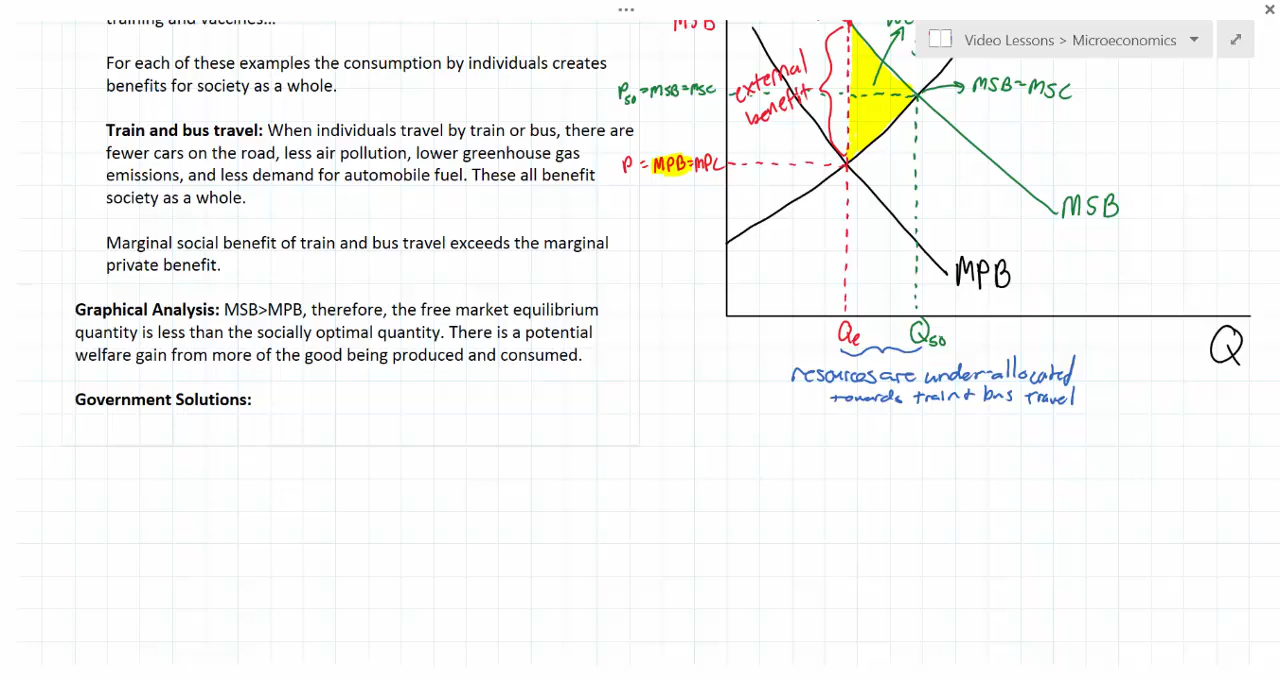 training and vaccines...
For each of these examples the consumption by individuals creates
benefits for society as a whole.
Train and bus travel: When individuals travel by train or bus, there are
fewer cars on the road, less air pollution, lower greenhouse gas
emissions, and less demand for automobile fuel. These all benefit
society as a whole.
Marginal social benefit of train and bus travel exceeds the marginal
private benefit.
Graphical Analysis: MSB>MPB, therefore, the free market equilibrium
quantity is less than the socially optimal quantity. There is a potential
welfare gain from more of the good being produced and consumed.
Government Solutions:
MSB
Video Lessons > Microeconomics
external
benefit
Pso=MSB=MSC
MSB=MSC
P = MPB=MPC
MSB
MPB
Qe
Qso
Q
resources are under-allocated
towards train + bus travel